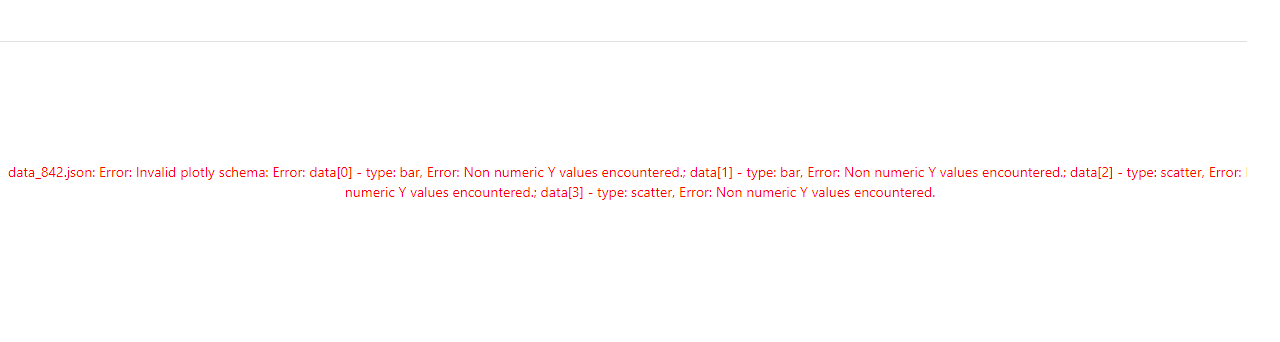 data_842.json: Error: Invalid plotly schema: Error: data[0] - type: bar, Error: Non numeric Y values encountered.; data[1] - type: bar, Error: Non numeric Y values encountered.; data[2] - type: scatter, Error:
numeric Y values encountered.; data[3] - type: scatter, Error: Non numeric Y values encountered.